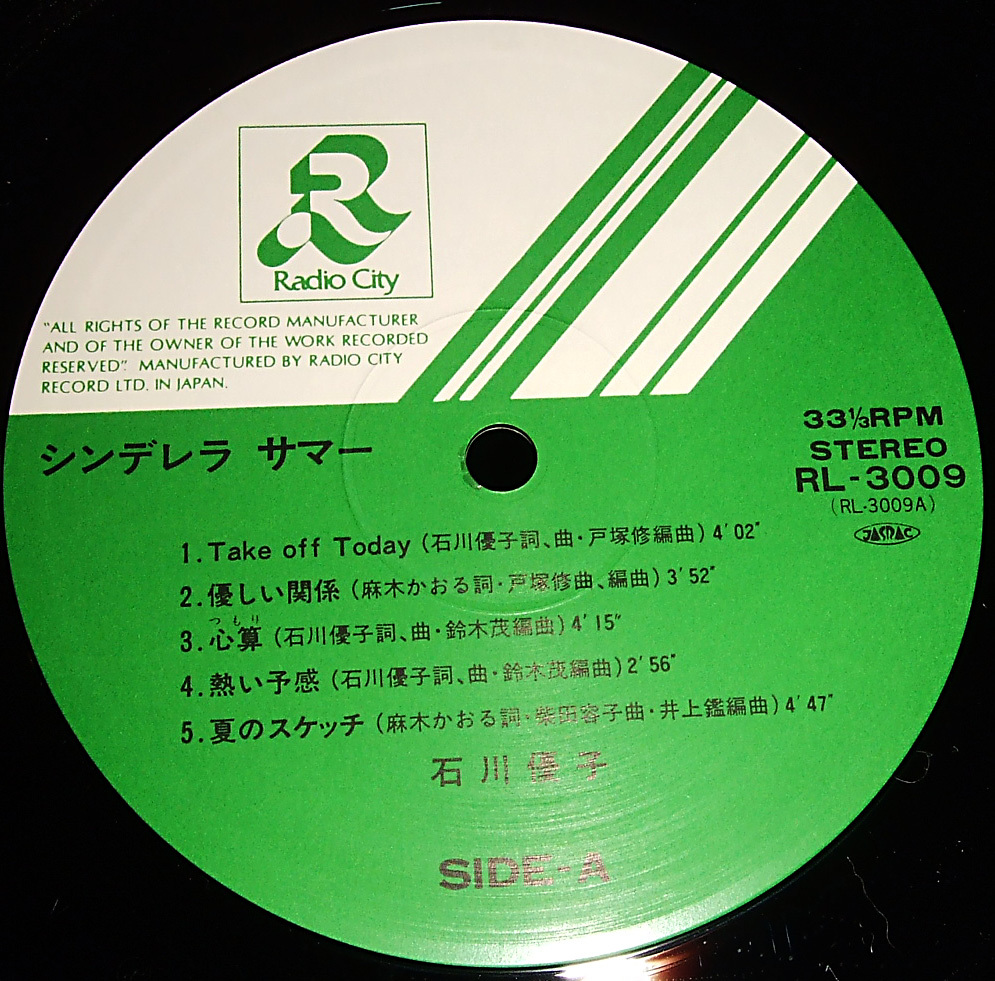 Radio City
"ALL RIGHTS OF THE RECORD MANUFACTURER
AND OF THE OWNER OF THE WORK RECORDED
RESERVED". MANUFACTURED BY RADIO CITY
RECORD LTD. IN JAPAN.
シンデレラ サマー
33⅓RPM
STEREO
RL-3009
(RL-3009A)
JASRAC
1.Take off Today (石川優子詞、曲・戸塚修編曲) 4'02"
2.優しい関係 (麻木かおる詞・戸塚修曲、編曲) 3'52"
つもり
3.心算 (石川優子詞、曲・鈴木茂編曲) 4'15"
4.熱い予感 (石川優子詞、曲・鈴木茂編曲) 2'56"
5.夏のスケッチ (麻木かおる詞・柴田容子曲・井上鑑編曲) 4'47"
石川優子
SIDE-A